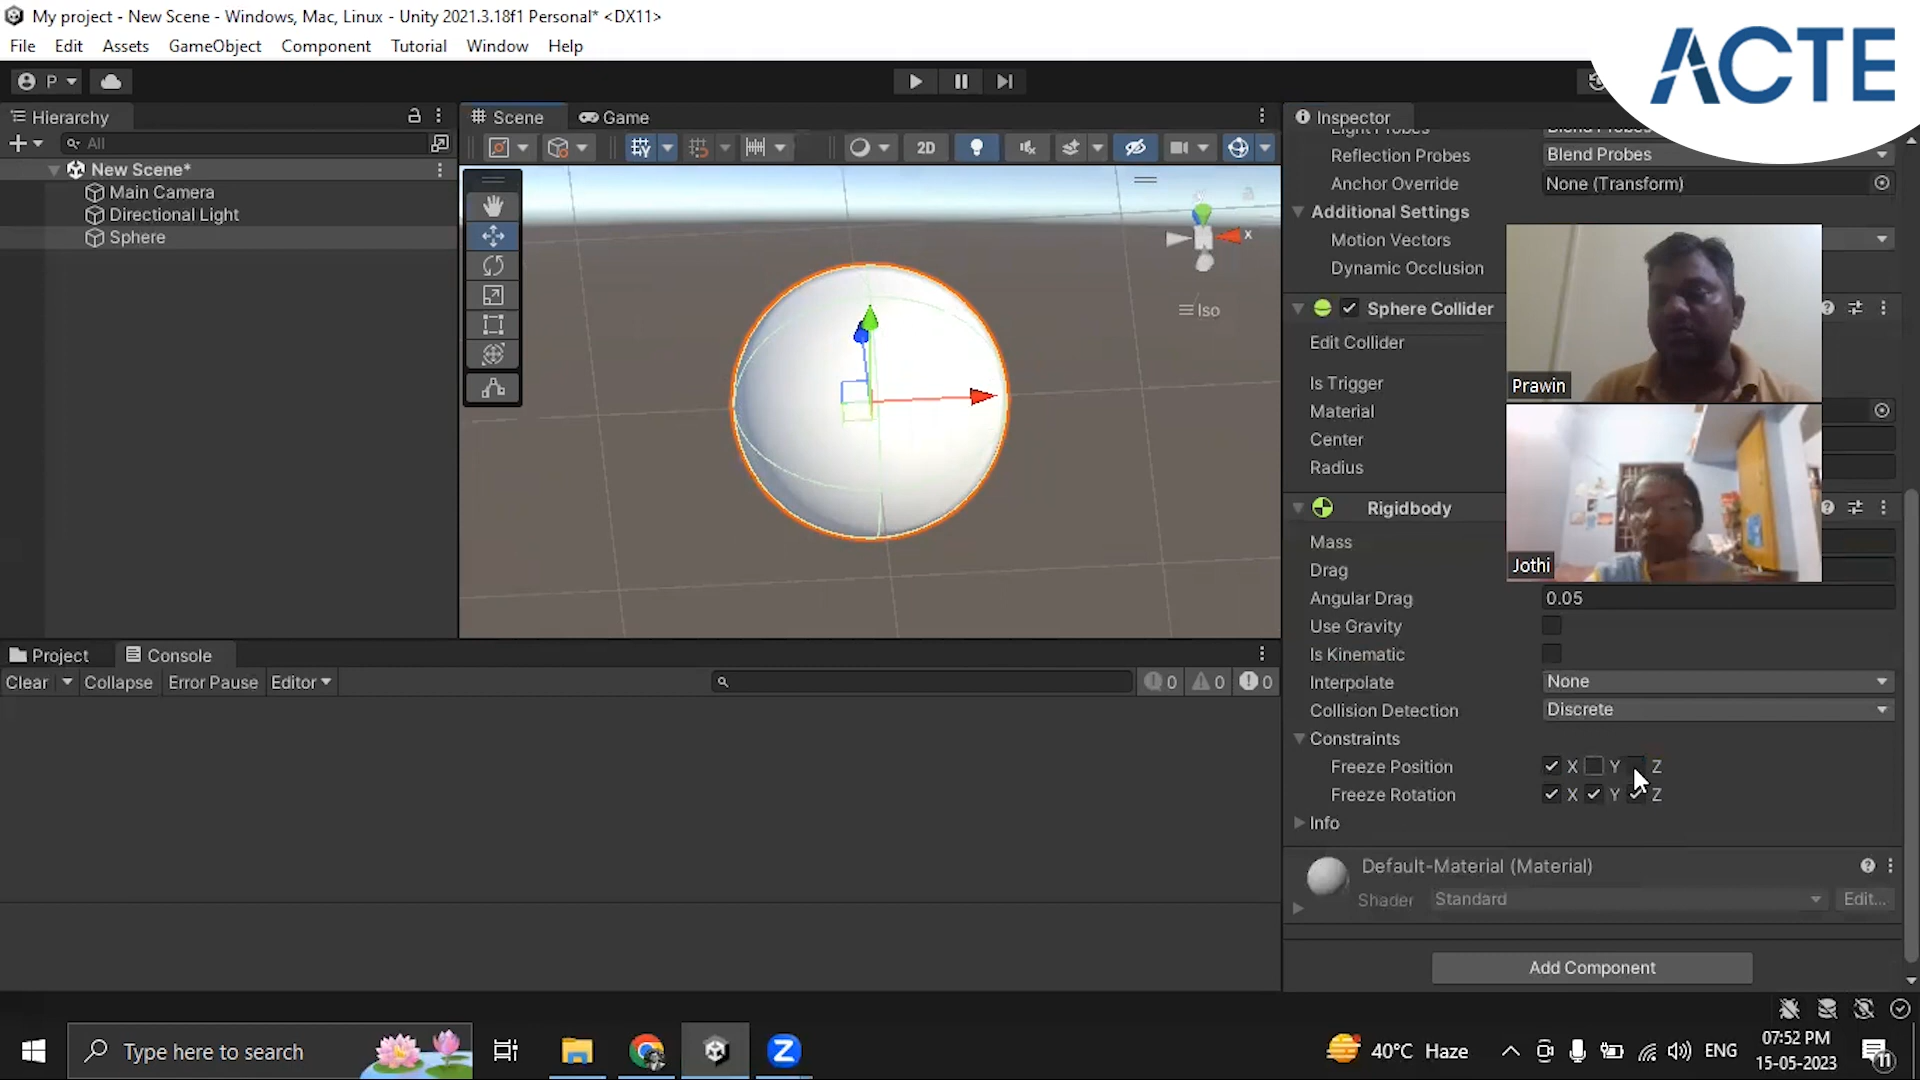 My project - New Scene - Windows, Mac, Linux - Unity 2021.3.18f1 Personal* <DX11>
ACTE
File Edit Assets GameObject Component Tutorial Window Help
P
Hierarchy
All
New Scene*
Main Camera
Directional Light
Sphere
Scene Game
2D
x
Iso
Inspector
Reflection Probes Blend Probes
Anchor Override None (Transform)
Additional Settings
Motion Vectors
Dynamic Occlusion
Sphere Collider
Edit Collider
Is Trigger
Material
Center
Radius
Prawin
Jothi
Rigidbody
Mass
Drag
Angular Drag 0.05
Use Gravity
Is Kinematic
Interpolate None
Collision Detection Discrete
Constraints
Freeze Position X Y Z
Freeze Rotation X Y Z
Info
Default-Material (Material)
Shader Standard Edit...
Add Component
Project Console
Clear Collapse Error Pause Editor 0 0 0
Type here to search
40°C Haze ENG
07:52 PM
15-05-2023
11